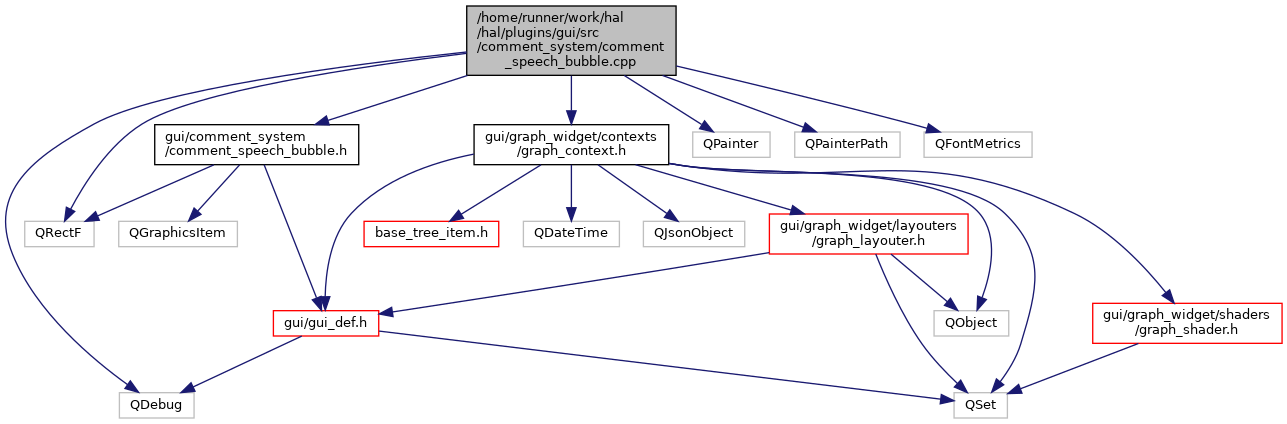 /home/runner/work/hal
/hal/plugins/gui/src
/comment_system/comment
_speech_bubble.cpp
gui/comment_system
/comment_speech_bubble.h
gui/graph_widget/contexts
/graph_context.h
QPainter
QPainterPath
QFontMetrics
QRectF
QGraphicsItem
base_tree_item.h
QDateTime
QJsonObject
gui/graph_widget/layouters
/graph_layouter.h
gui/gui_def.h
QObject
gui/graph_widget/shaders
/graph_shader.h
QDebug
QSet